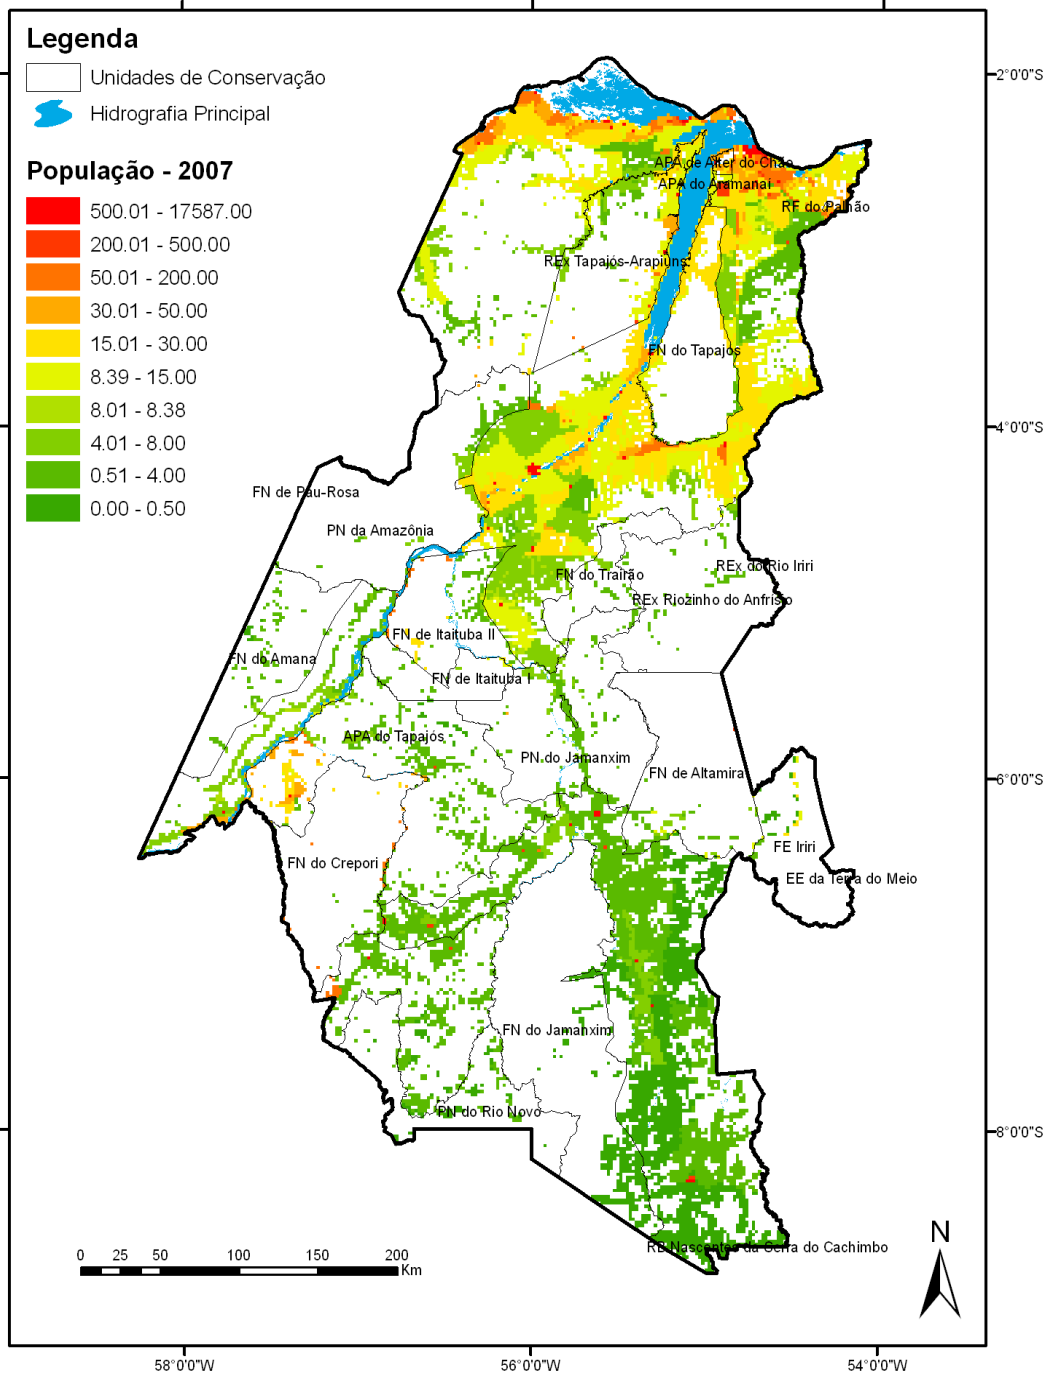 Legenda
Unidades de Conservação
Hidrografia Principal
População - 2007
500.01 - 17587.00
200.01 - 500.00
50.01 - 200.00
30.01 - 50.00
15.01 - 30.00
8.39 - 15.00
8.01 - 8.38
4.01 - 8.00
0.51 - 4.00
0.00 - 0.50
2°0'0"S
APA de Alter do Chão
APA do Aramanaí
RF do Palhão
REx Tapajós-Arapiuns
FN do Tapajós
4°0'0"S
FN de Pau-Rosa
PN da Amazônia
REx do Rio Iriri
FN do Trairão
REx Riozinho do Anfrisio
FN de Itaituba II
FN do Amana
FN de Itaituba I
APA do Tapajós
PN do Jamanxim
FN de Altamira
6°0'0"S
FE Iriri
FN do Crepori
EE da Terra do Meio
FN do Jamanxim
PN do Rio Novo
8°0'0"S
RB Nascentes da Serra do Cachimbo
N
0 25 50 100 150 200
Km
58°0'0"W 56°0'0"W 54°0'0"W